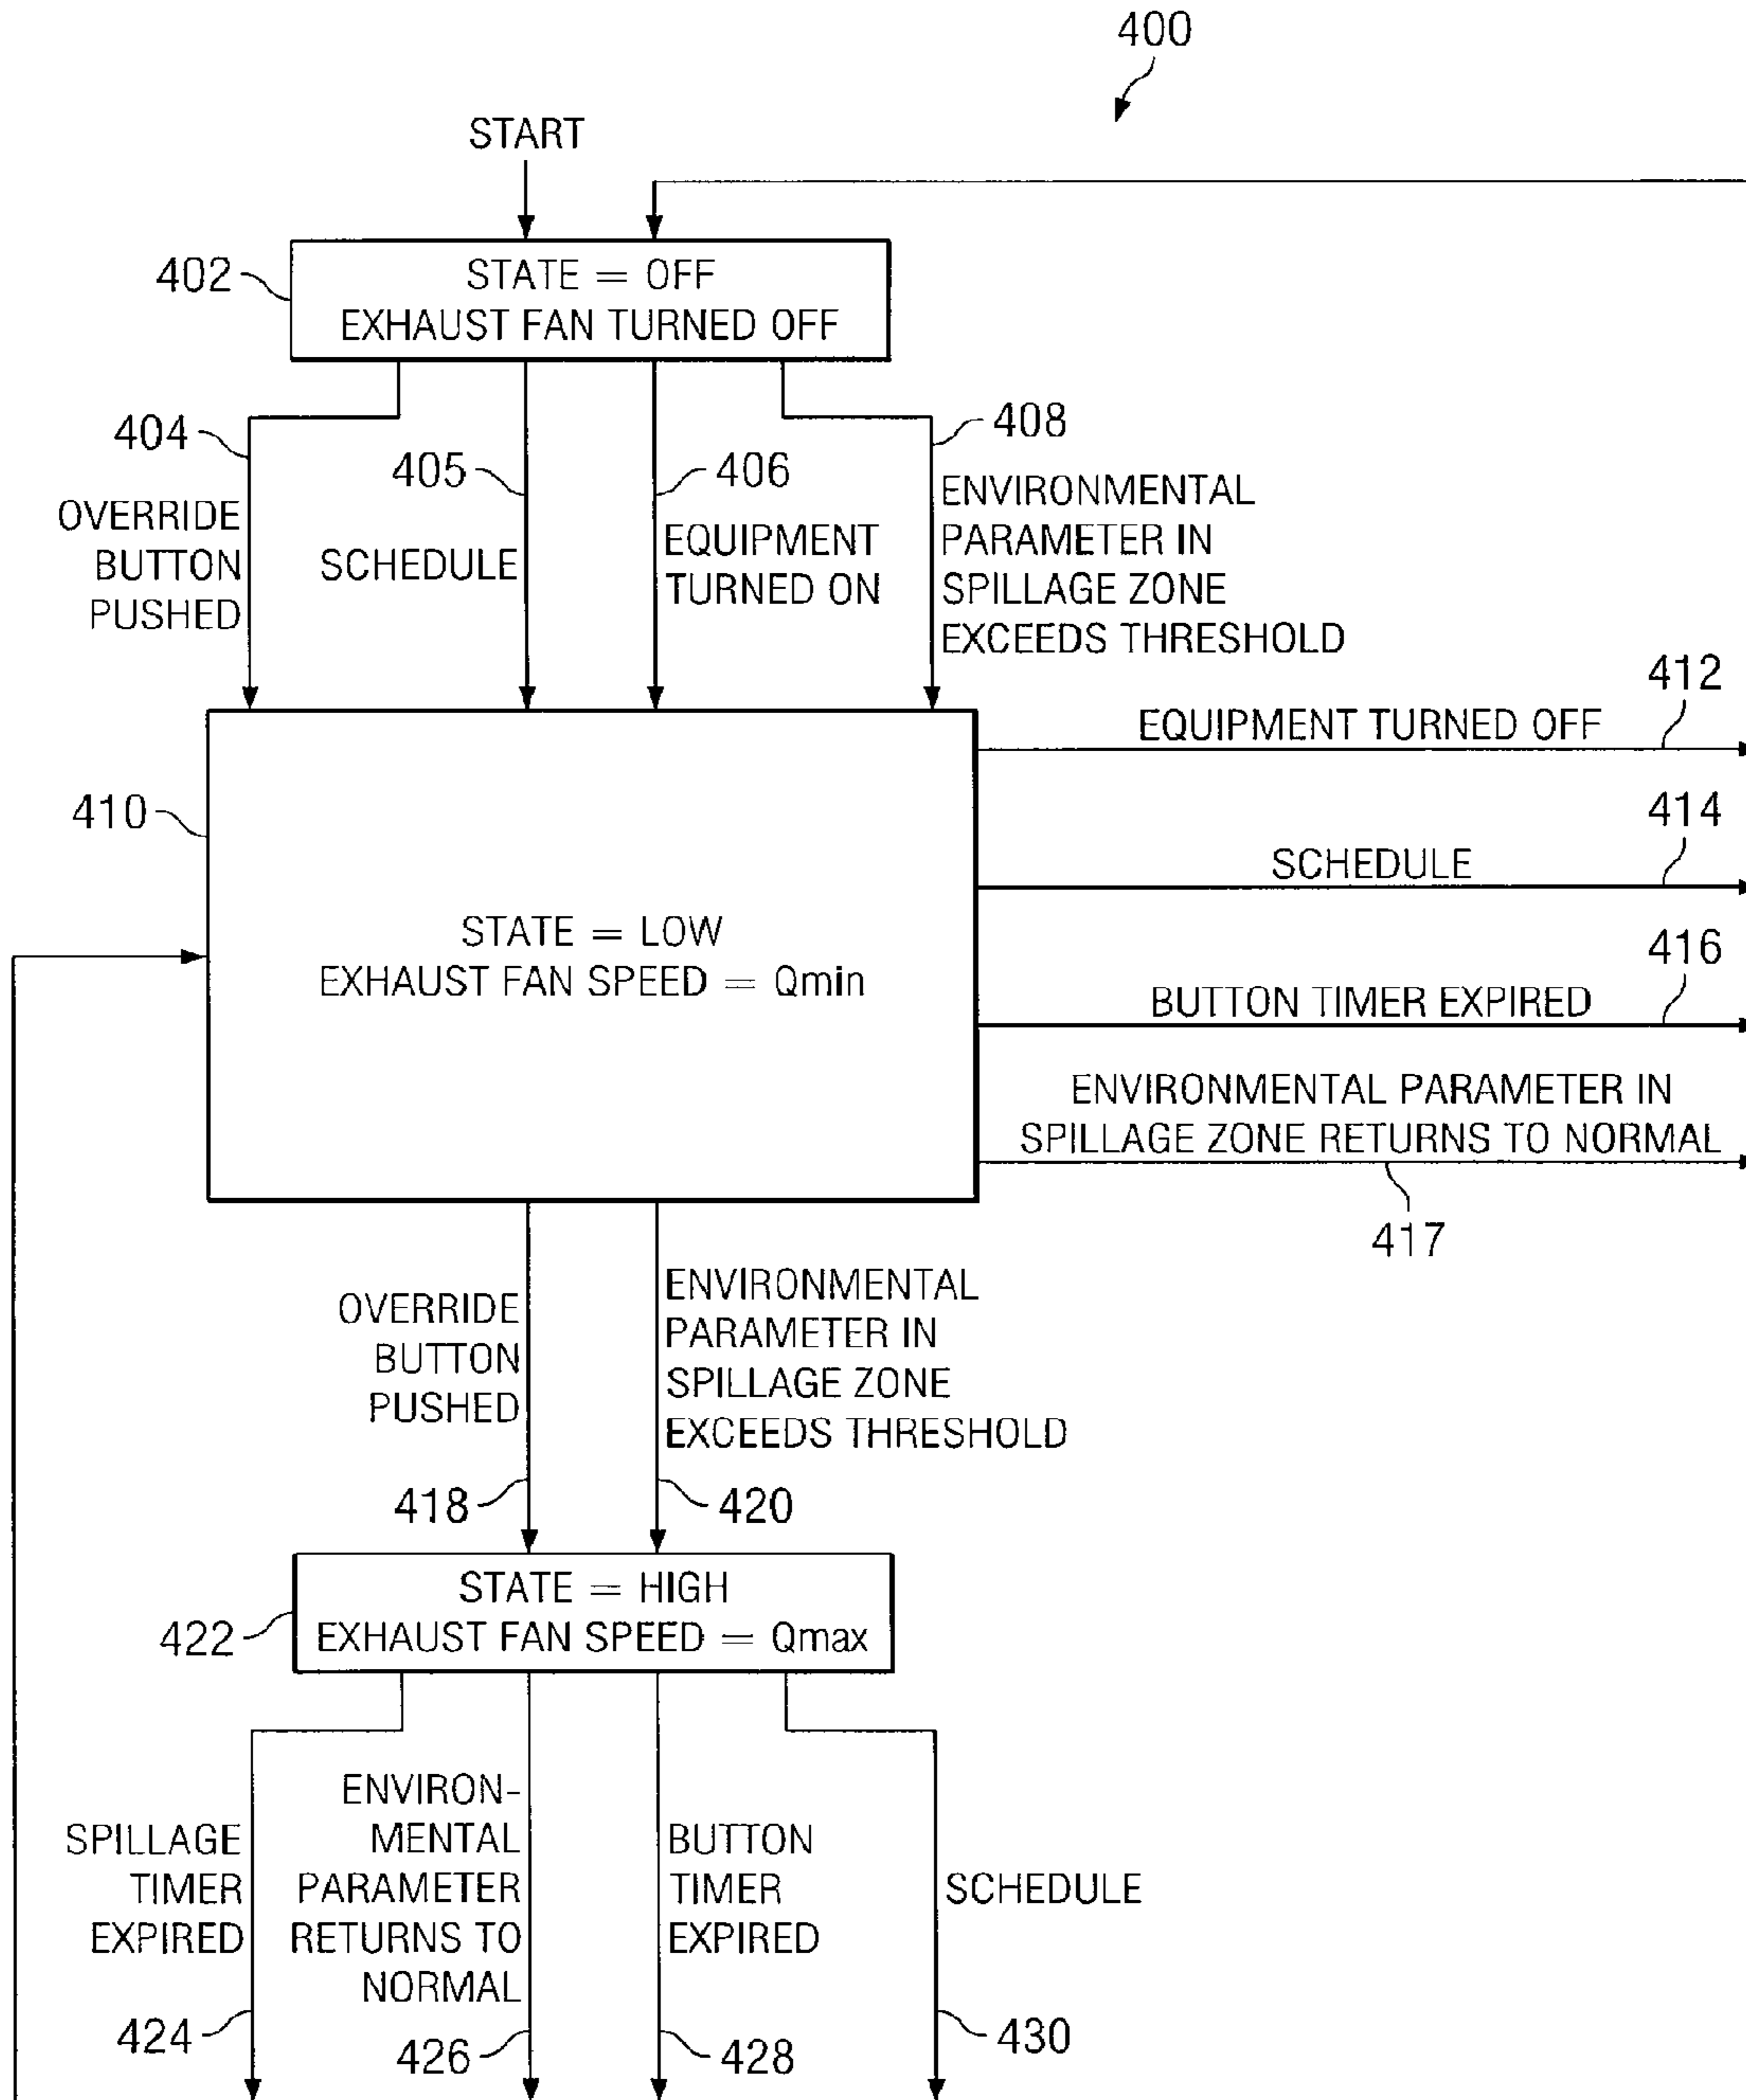 400
START
402
STATE = OFF
EXHAUST FAN TURNED OFF
404
405
406
408
OVERRIDE
BUTTON
PUSHED
SCHEDULE
EQUIPMENT
TURNED ON
ENVIRONMENTAL
PARAMETER IN
SPILLAGE ZONE
EXCEEDS THRESHOLD
412
EQUIPMENT TURNED OFF
410
414
SCHEDULE
STATE = LOW
EXHAUST FAN SPEED = Qmin
416
BUTTON TIMER EXPIRED
ENVIRONMENTAL PARAMETER IN
SPILLAGE ZONE RETURNS TO NORMAL
417
OVERRIDE
BUTTON
PUSHED
ENVIRONMENTAL
PARAMETER IN
SPILLAGE ZONE
EXCEEDS THRESHOLD
418
420
STATE = HIGH
EXHAUST FAN SPEED = Qmax
422
SPILLAGE
TIMER
EXPIRED
ENVIRON-
MENTAL
PARAMETER
RETURNS TO
NORMAL
BUTTON
TIMER
EXPIRED
SCHEDULE
424
426
428
430